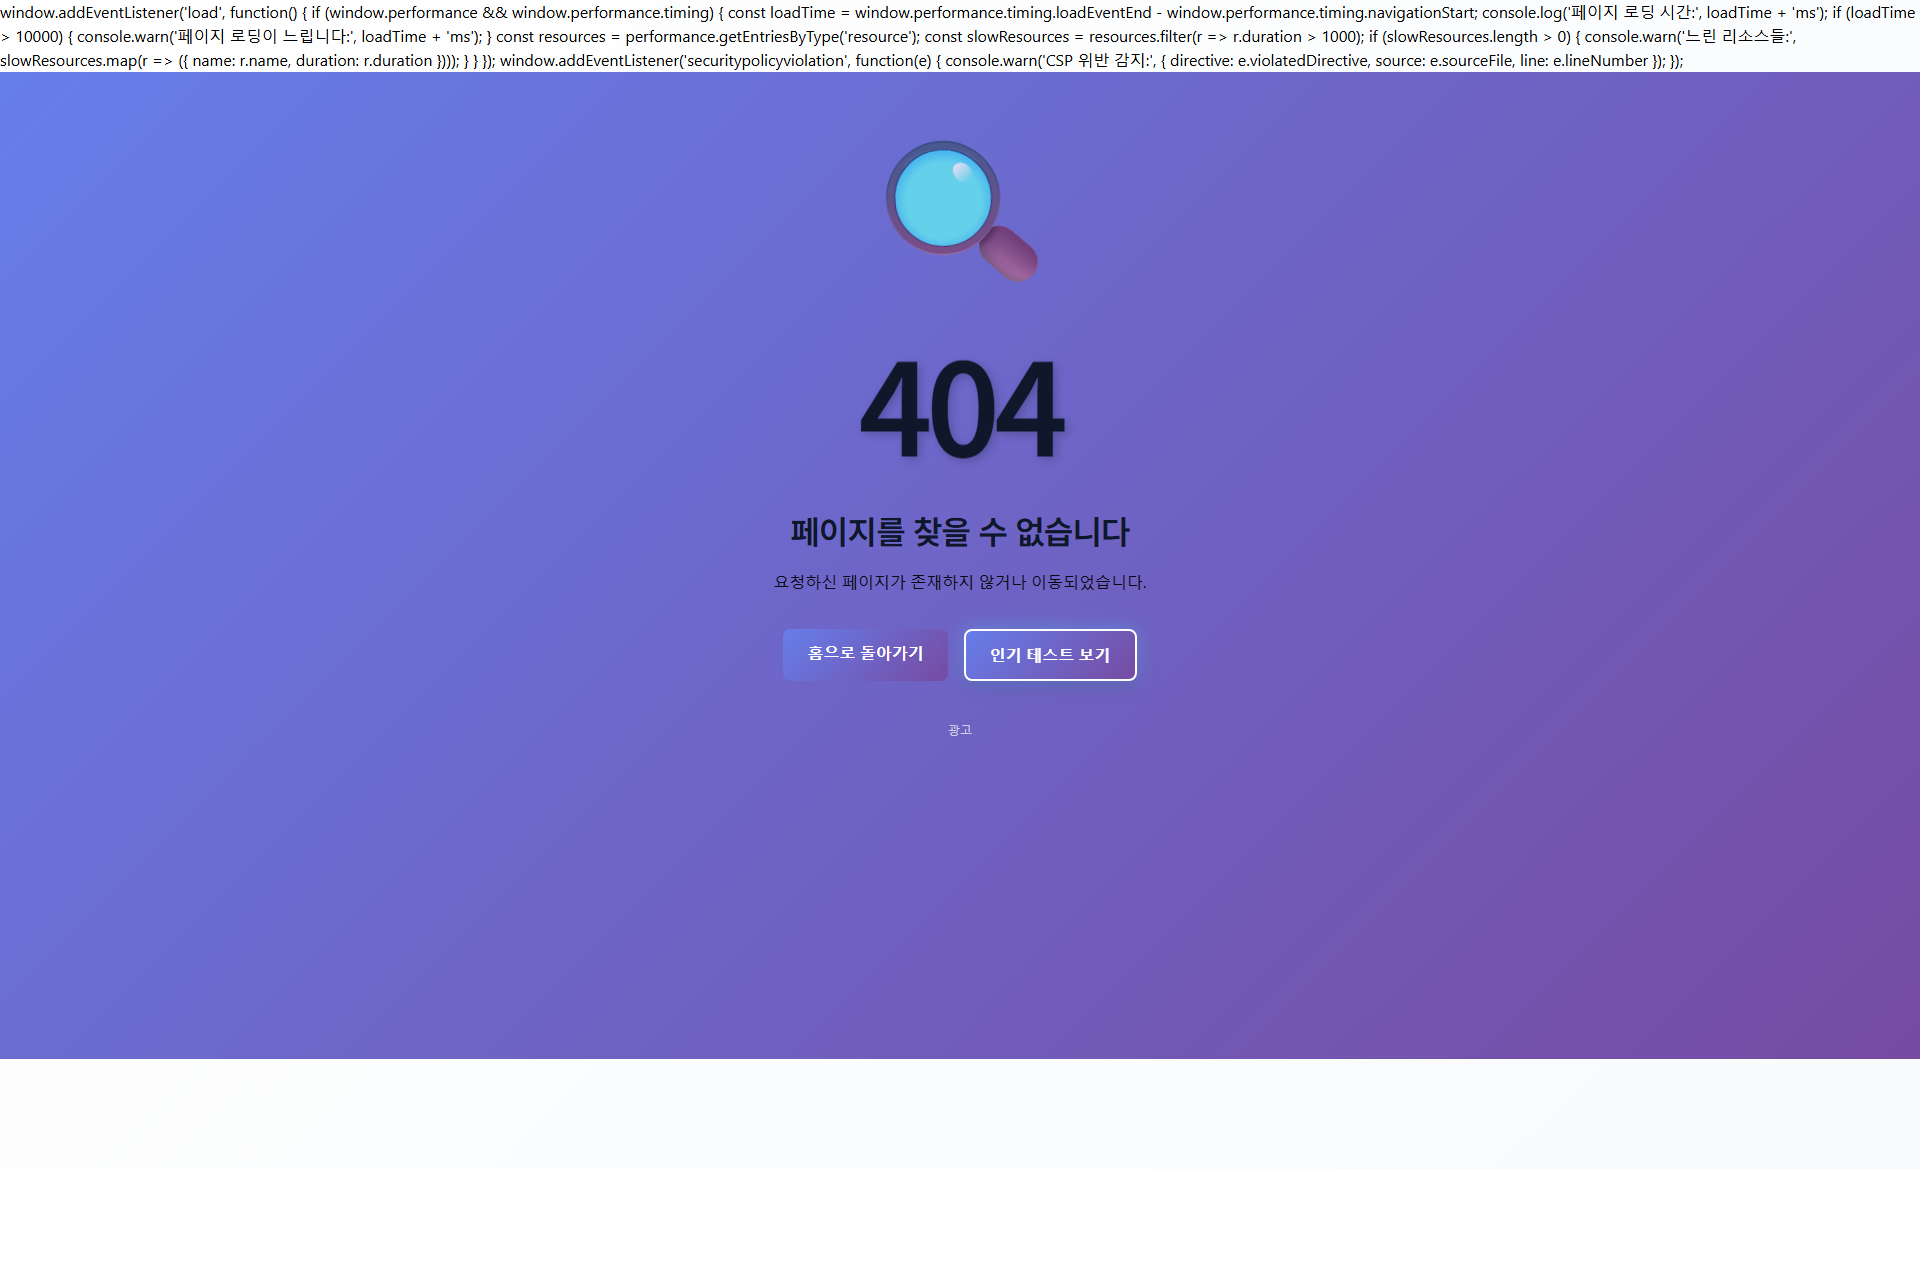 window.addEventListener('load', function() { if (window.performance && window.performance.timing) { const loadTime = window.performance.timing.loadEventEnd - window.performance.timing.navigationStart; console.log('페이지 로딩 시간:', loadTime + 'ms'); if (loadTime
> 10000) { console.warn('페이지 로딩이 느립니다:', loadTime + 'ms'); } const resources = performance.getEntriesByType('resource'); const slowResources = resources.filter(r => r.duration > 1000); if (slowResources.length > 0) { console.warn('느린 리소스들:',
slowResources.map(r => ({ name: r.name, duration: r.duration }))); } } }); window.addEventListener('securitypolicyviolation', function(e) { console.warn('CSP 위반 감지:', { directive: e.violatedDirective, source: e.sourceFile, line: e.lineNumber }); });
404
페이지를 찾을 수 없습니다
요청하신 페이지가 존재하지 않거나 이동되었습니다.
홈으로 돌아가기
인기 테스트 보기
광고